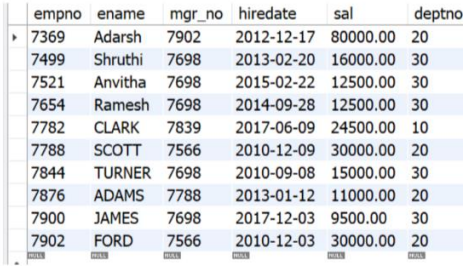 empno ename mgr_no hiredate sal deptno
7369 Adarsh 7902 2012-12-17 80000.00 20
7499 Shruthi 7698 2013-02-20 16000.00 30
7521 Anvitha 7698 2015-02-22 12500.00 30
7654 Ramesh 7698 2014-09-28 12500.00 30
7782 CLARK 7839 2017-06-09 24500.00 10
7788 SCOTT 7566 2010-12-09 30000.00 20
7844 TURNER 7698 2010-09-08 15000.00 30
7876 ADAMS 7788 2013-01-12 11000.00 20
7900 JAMES 7698 2017-12-03 9500.00 30
7902 FORD 7566 2010-12-03 30000.00 20
NULL NULL NULL NULL NULL NULL